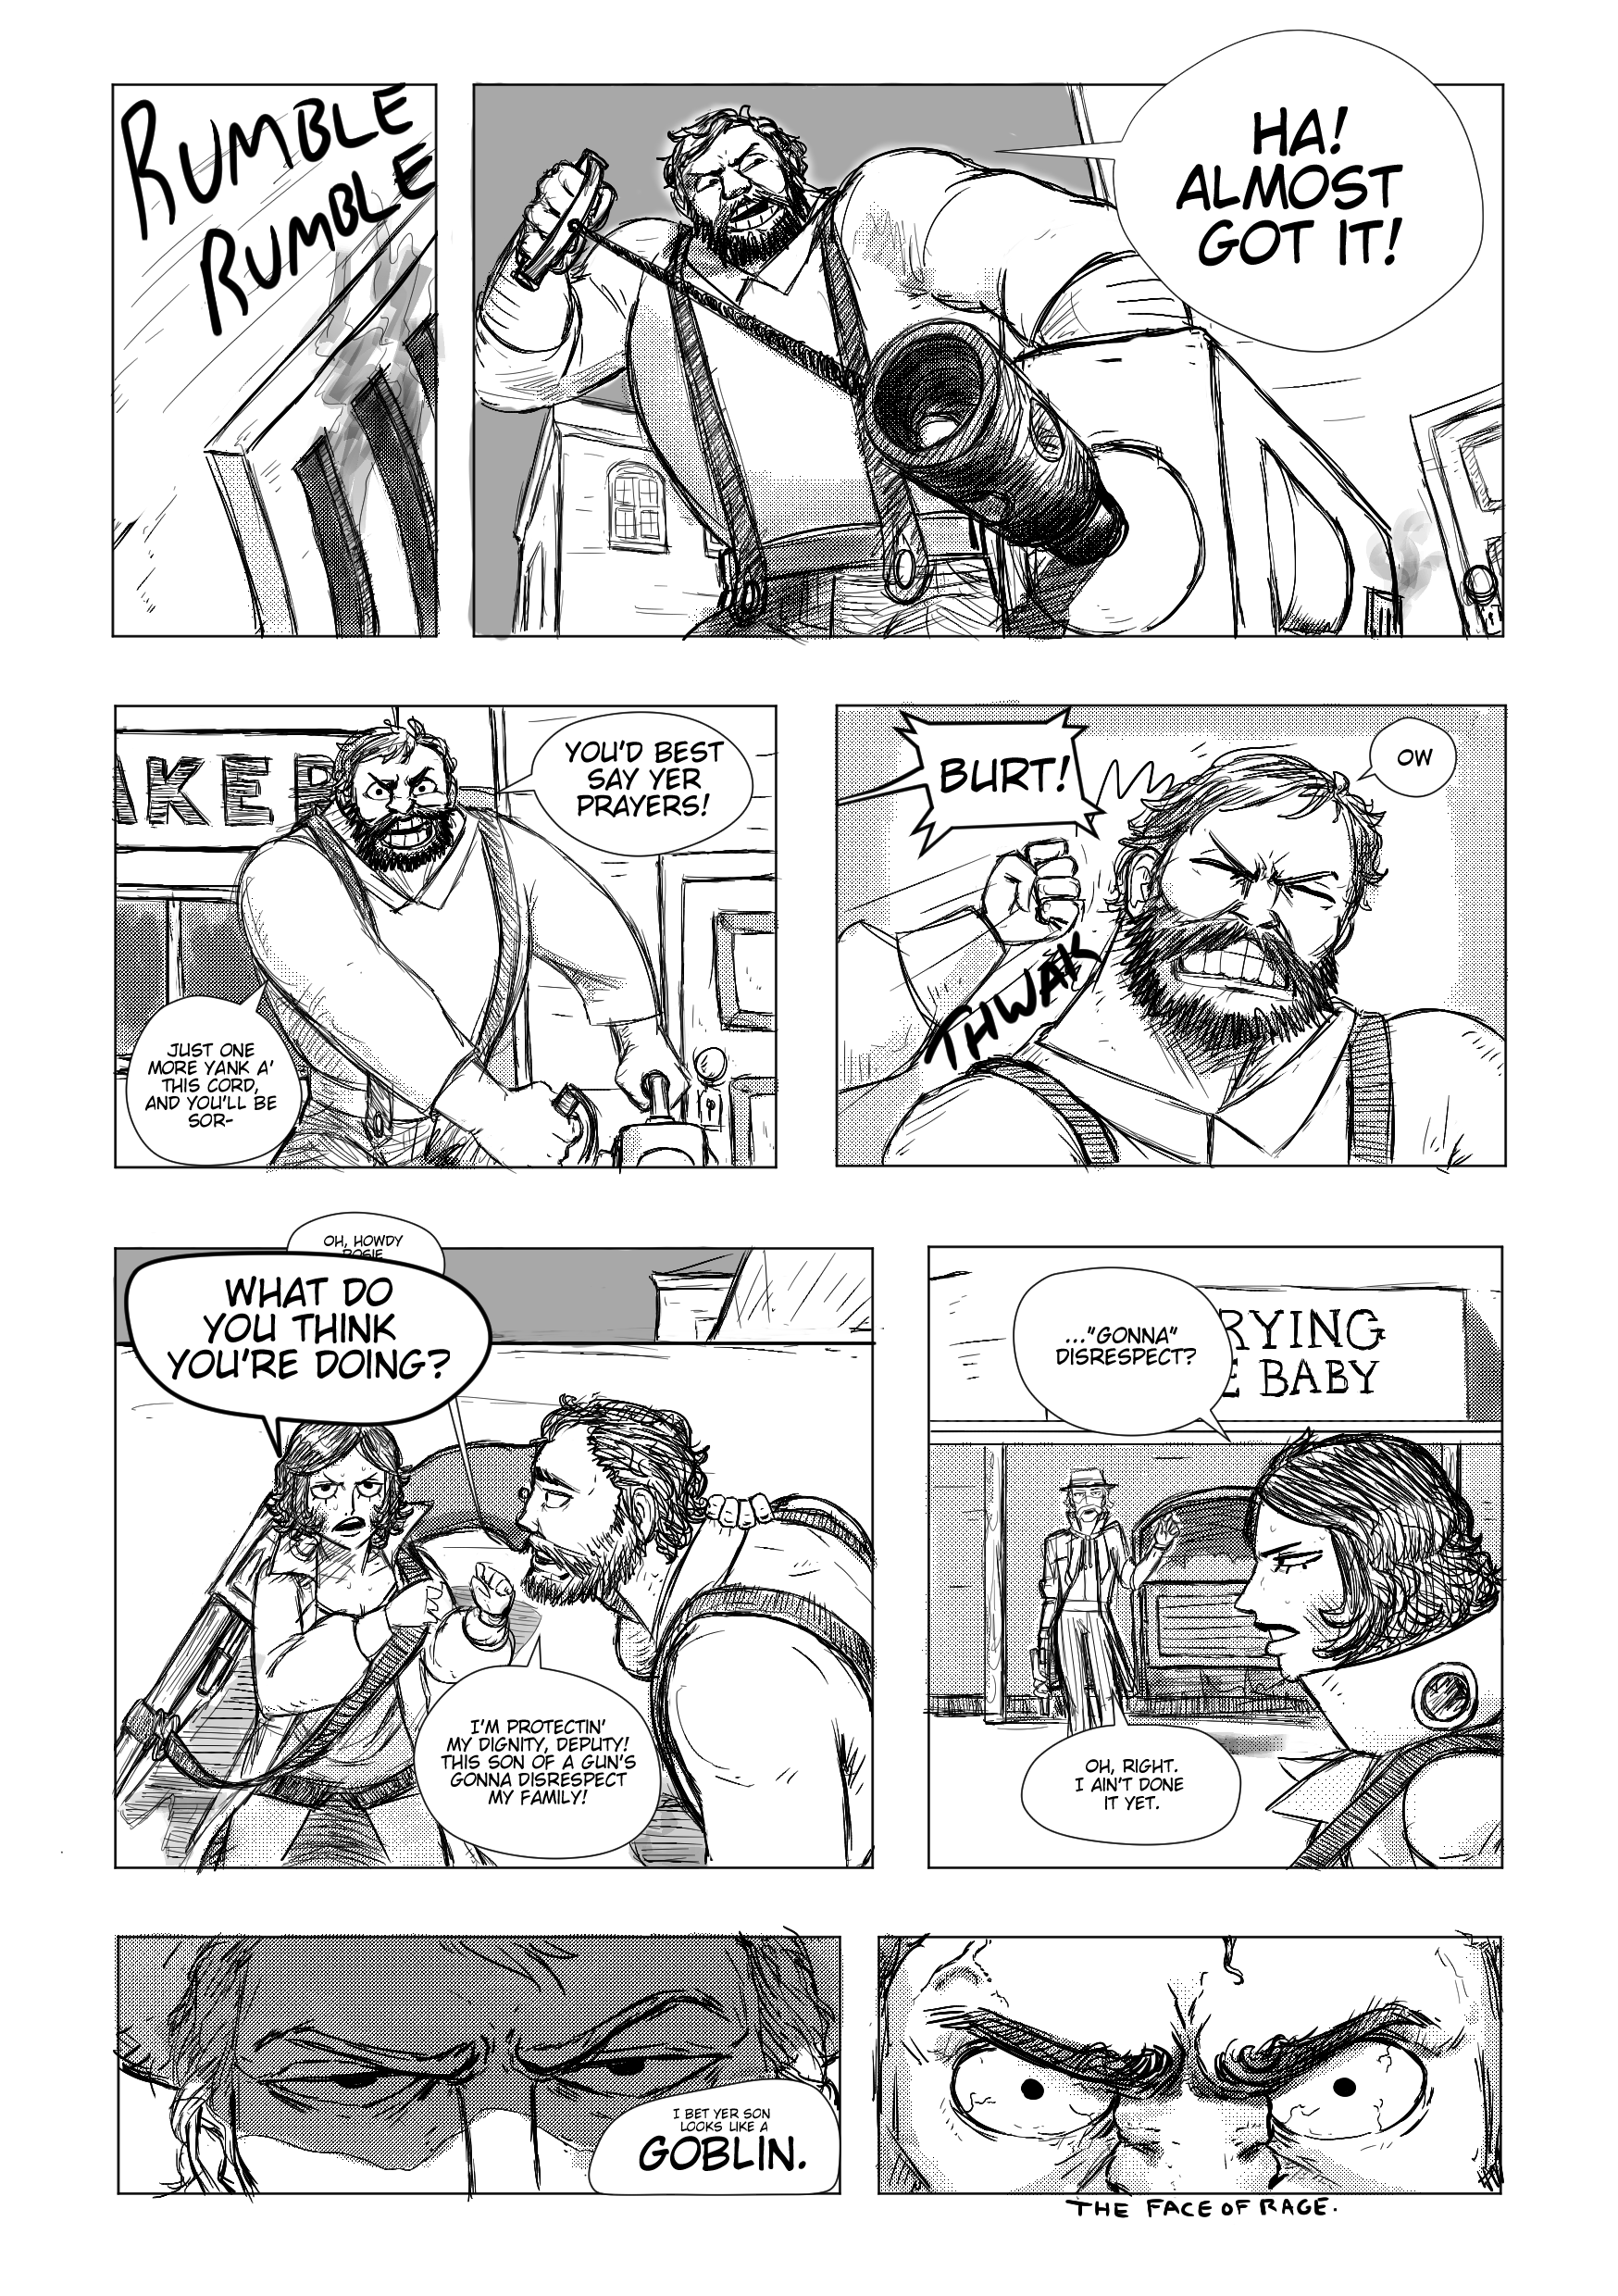 RUMBLE
RUMBLE
HA!
ALMOST
GOT IT!
AKER
YOU'D BEST
SAY YER
PRAYERS!
JUST ONE
MORE YANK A'
THIS CORD,
AND YOU'LL BE
SOR-
BURT!
OW
THWAK
OH, HOWDY
ROSIE
WHAT DO
YOU THINK
YOU'RE DOING?
I'M PROTECTIN'
MY DIGNITY, DEPUTY!
THIS SON OF A GUN'S
GONNA DISRESPECT
MY FAMILY!
..."GONNA"
DISRESPECT?
RYING
E BABY
OH, RIGHT.
I AIN'T DONE
IT YET.
I BET YER SON
LOOKS LIKE A
GOBLIN.
THE FACE OF RAGE.